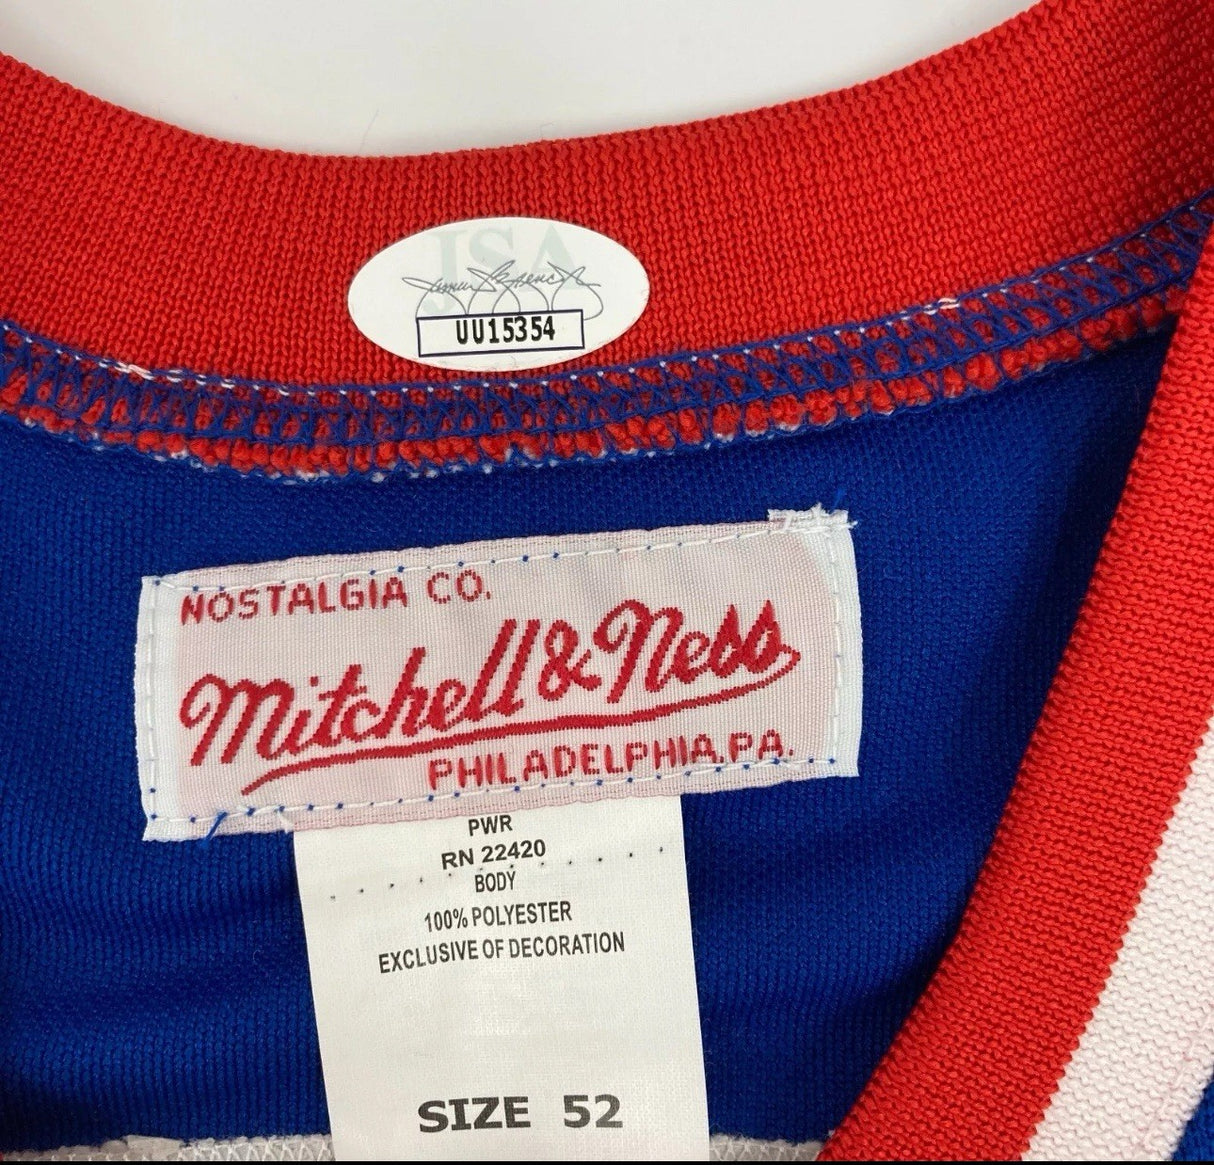 JSA
UU15354
NOSTALGIA CO.
Mitchell & Ness
PHILADELPHIA, PA.
PWR
RN 22420
BODY
100% POLYESTER
EXCLUSIVE OF DECORATION
SIZE 52